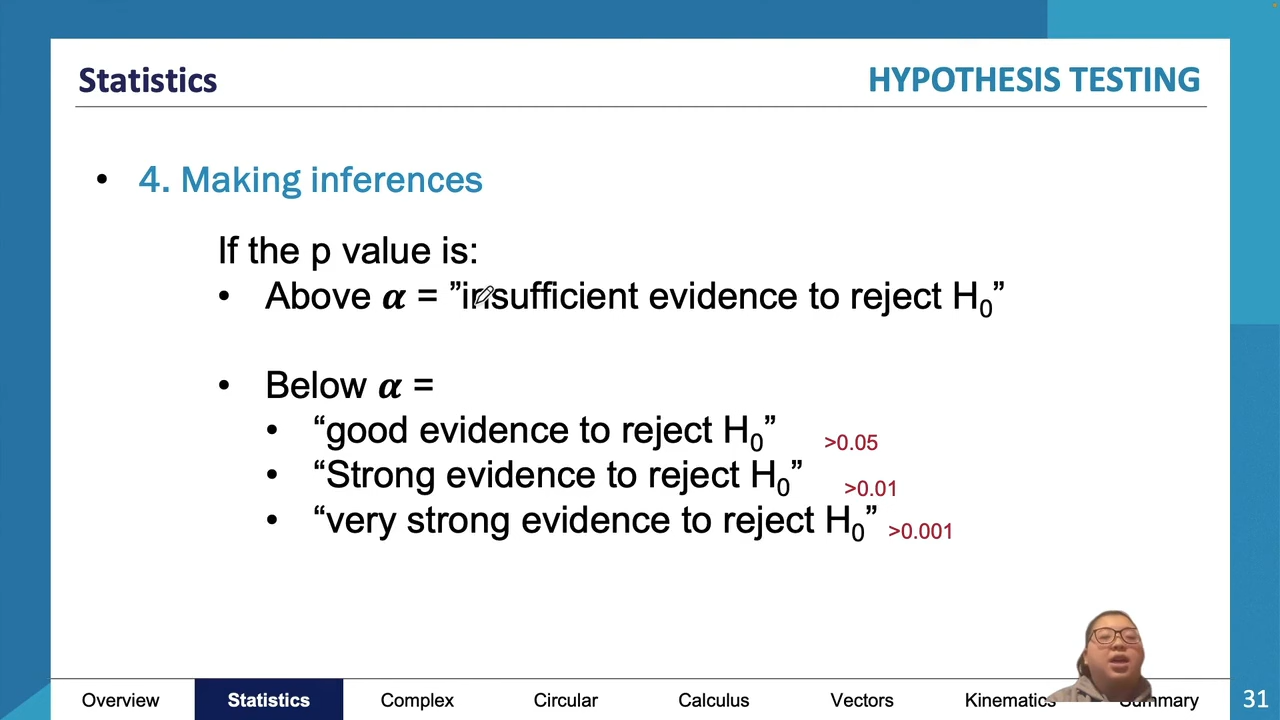 Statistics
HYPOTHESIS TESTING
• 4. Making inferences
If the p value is:
• Above 𝜶 = ”insufficient evidence to reject H₀”
• Below 𝜶 =
• “good evidence to reject H₀” >0.05
• “Strong evidence to reject H₀” >0.01
• “very strong evidence to reject H₀” >0.001
Overview Statistics Complex Circular Calculus Vectors Kinematics Summary 31